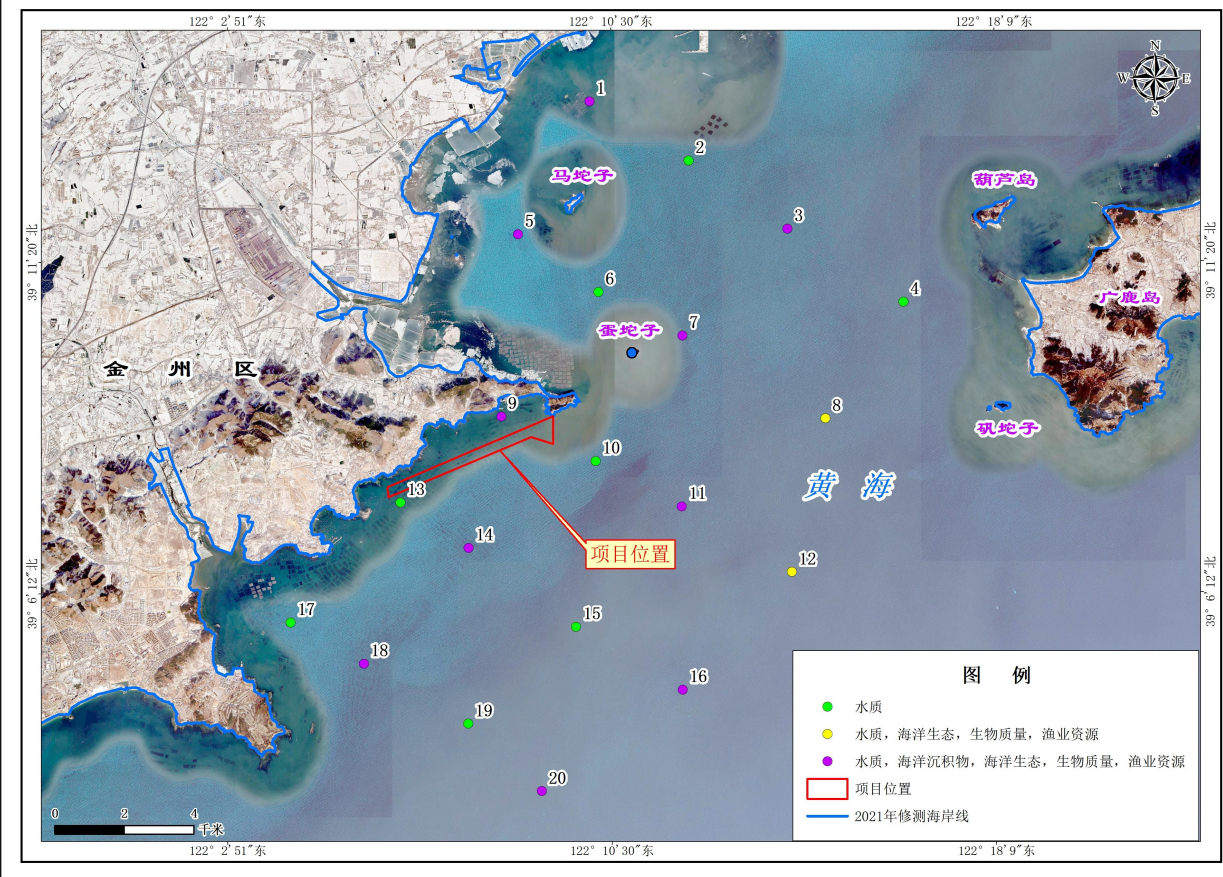 122° 2'51"东
122° 10'30"东
122° 18'9"东
N
W
E
S
1
2
马坨子
葫芦岛
5
3
39° 11'20"北
39° 11'20"北
6
4
广鹿岛
蛋坨子
7
金 州 区
9
8
矾坨子
10
黄 海
13
11
14
项目位置
12
39° 6'12"北
39° 6'12"北
17
15
18
16
19
20
图 例
水质
水质，海洋生态，生物质量，渔业资源
水质，海洋沉积物，海洋生态，生物质量，渔业资源
项目位置
2021年修测海岸线
0 2 4
千米
122° 2'51"东
122° 10'30"东
122° 18'9"东